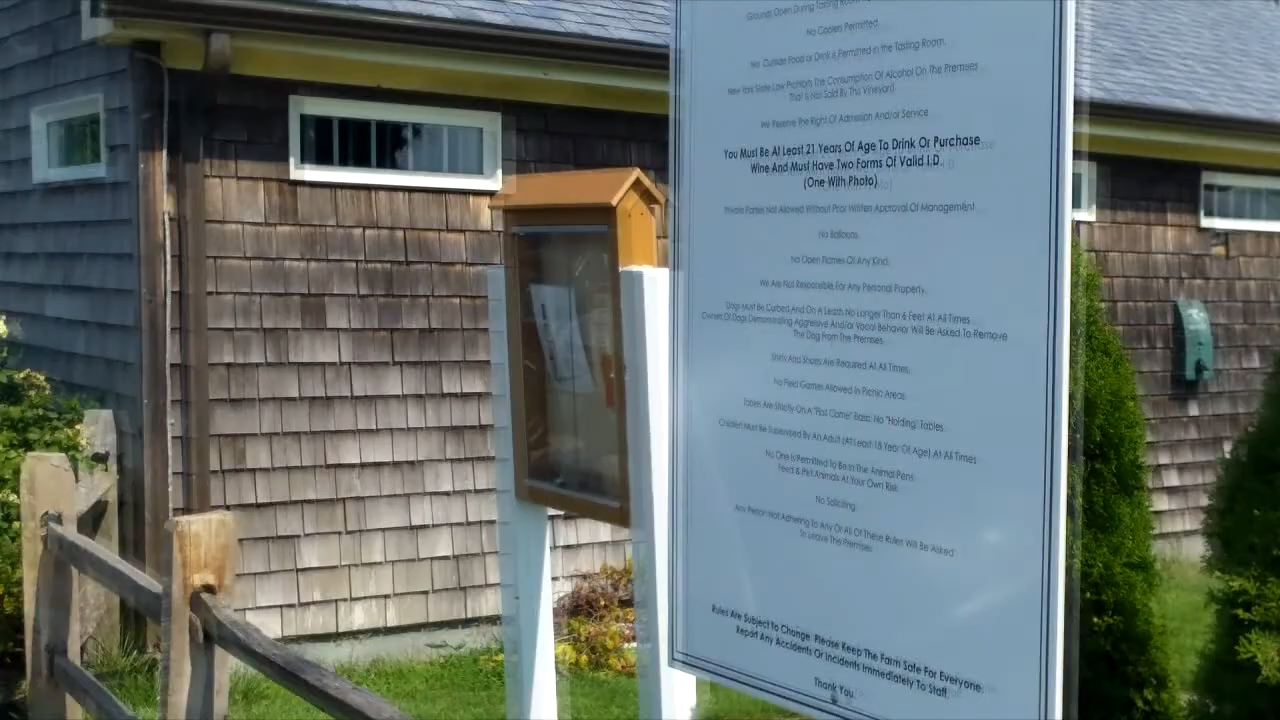 Grounds Open During Tasting Room
No Coolers Permitted.
No Outside Food or Drink is Permitted in the Tasting Room.
New York State Law Prohibits The Consumption Of Alcohol On The Premises
That Is Not Sold By The Vineyard.
We Reserve The Right Of Admission And/or Service
You Must Be At Least 21 Years Of Age To Drink Or Purchase
Wine And Must Have Two Forms Of Valid I.D.
(One With Photo)
Private Parties Not Allowed Without Prior Written Approval Of Management.
No Balloons.
No Open Flames Of Any Kind.
We Are Not Responsible For Any Personal Property.
Dogs Must Be Curbed And On A Leash No Longer Than 6 Feet At All Times
Owners Of Dogs Demonstrating Aggressive And/or Vocal Behavior Will Be Asked To Remove
The Dog From The Premises.
Shirts And Shoes Are Required At All Times.
No Field Games Allowed In Picnic Areas.
Tables Are Strictly On A "First Come" Basis. No "Holding" Tables.
Children Must Be Supervised By An Adult (At Least 18 Year Of Age) At All Times
No One Is Permitted To Be In The Animal Pens
Feed & Pet Animals At Your Own Risk.
No Soliciting.
Any Person Not Adhering To Any Or All Of These Rules Will Be Asked
To Leave The Premises.
Rules Are Subject To Change. Please Keep The Farm Safe For Everyone.
Report Any Accidents Or Incidents Immediately To Staff.
Thank You.